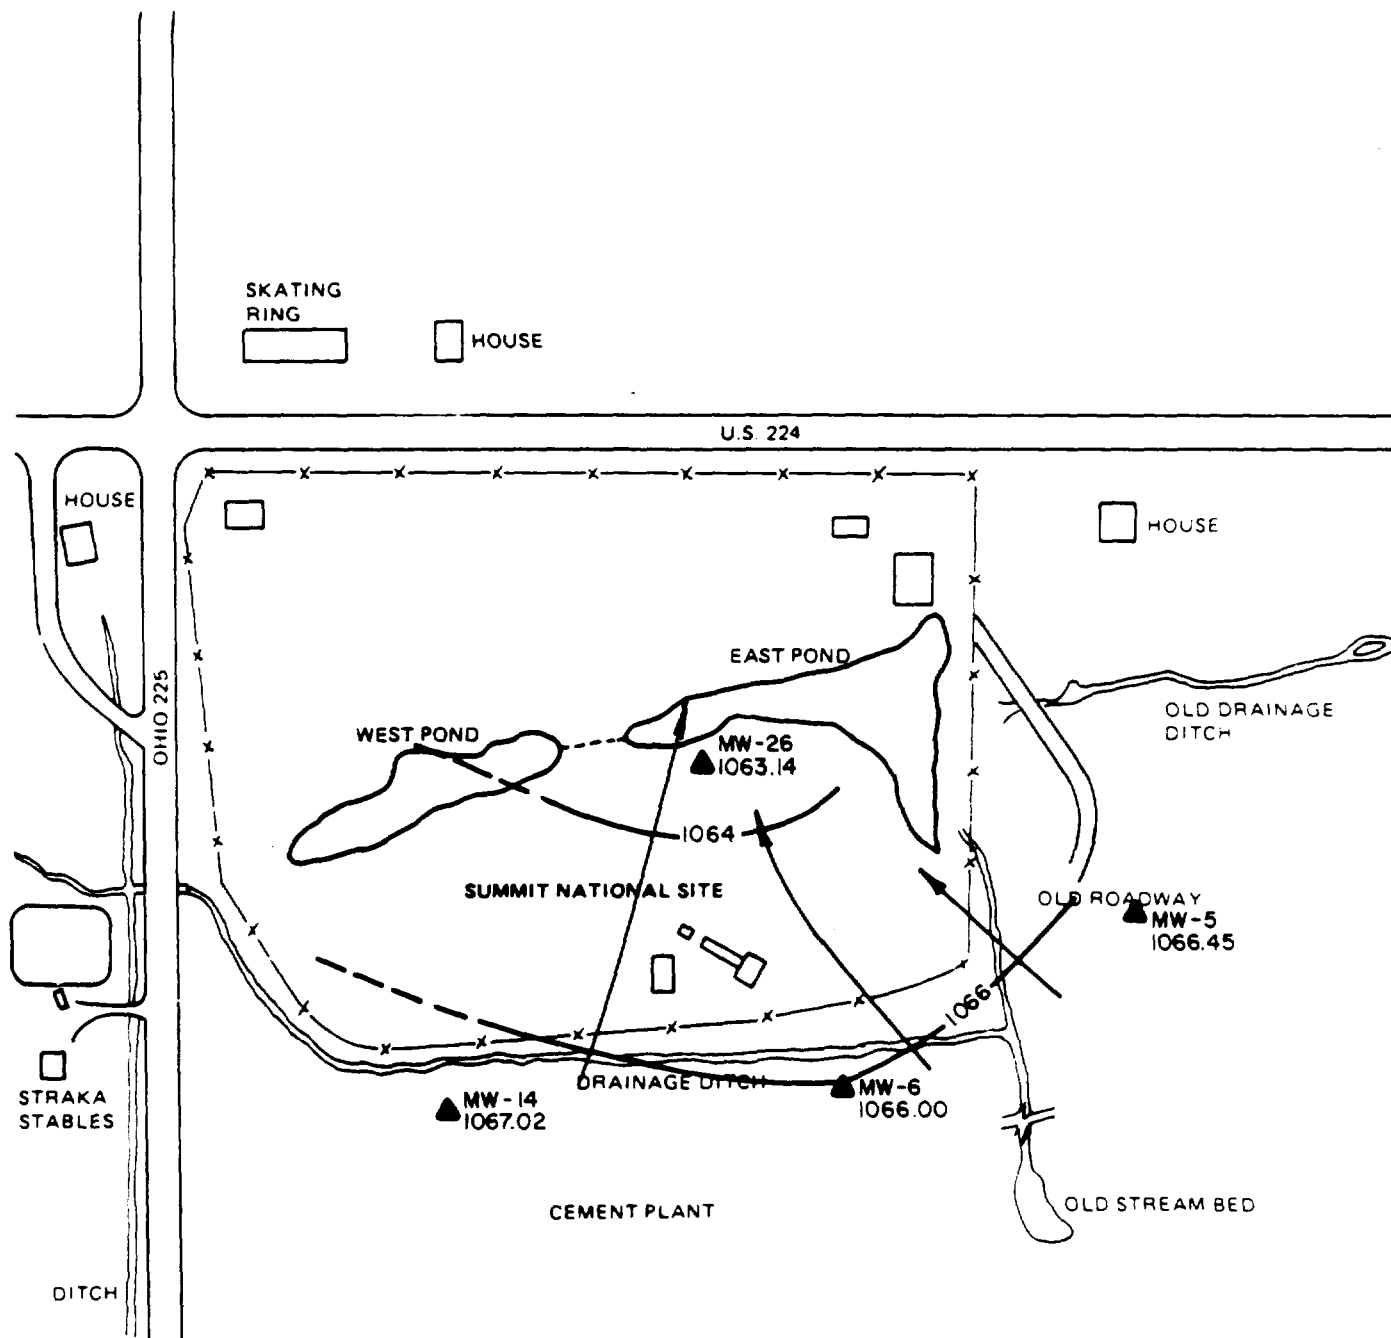 SKATING
RING
HOUSE
U.S. 224
HOUSE
HOUSE
EAST POND
OHIO 225
WEST POND
OLD DRAINAGE
DITCH
MW-26
1063.14
1064
SUMMIT NATIONAL SITE
OLD ROADWAY
MW-5
1066.45
1066
DRAINAGE DITCH
MW-6
1066.00
MW-14
1067.02
STRAKA
STABLES
CEMENT PLANT
OLD STREAM BED
DITCH